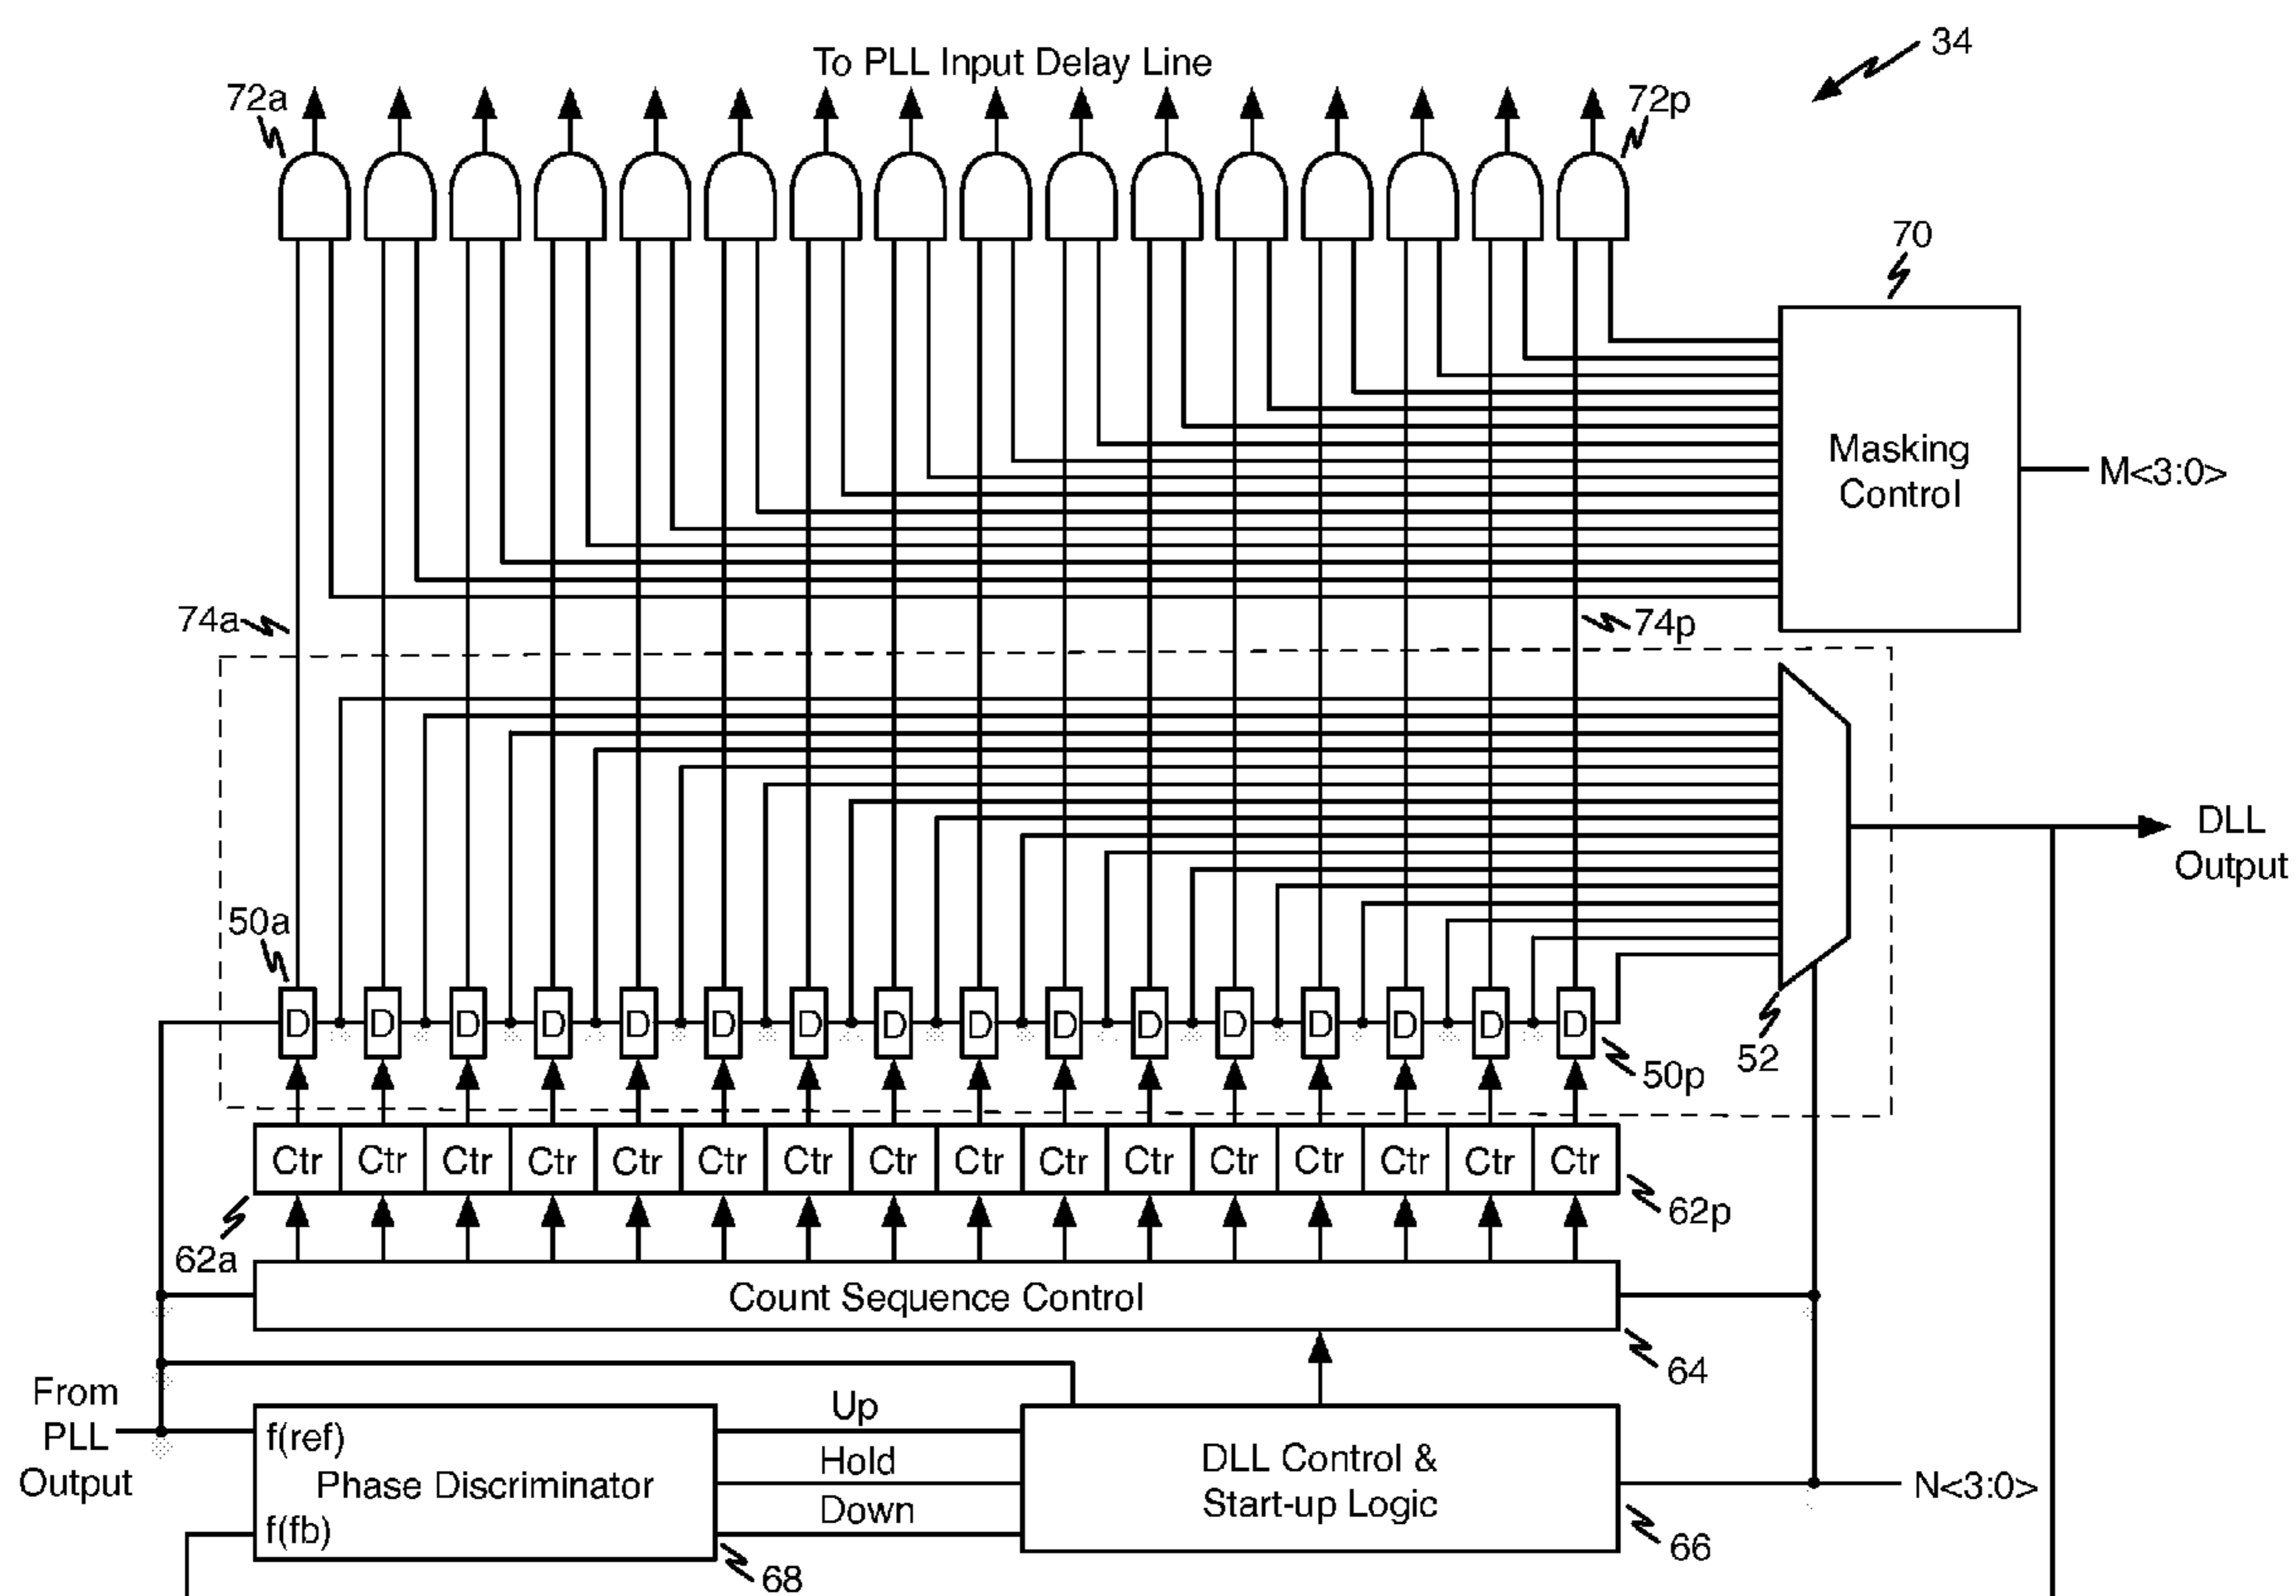 34
To PLL Input Delay Line
72a
72p
70
Masking
Control
M<3:0>
74a
74p
DLL
Output
50a
D D D D D D D D D D D D D D D D
50p
52
Ctr Ctr Ctr Ctr Ctr Ctr Ctr Ctr Ctr Ctr Ctr Ctr Ctr Ctr Ctr Ctr
62a
62p
Count Sequence Control
64
From
PLL
Output
f(ref)
Phase Discriminator
f(fb)
68
Up
Hold
Down
DLL Control &
Start-up Logic
66
N<3:0>